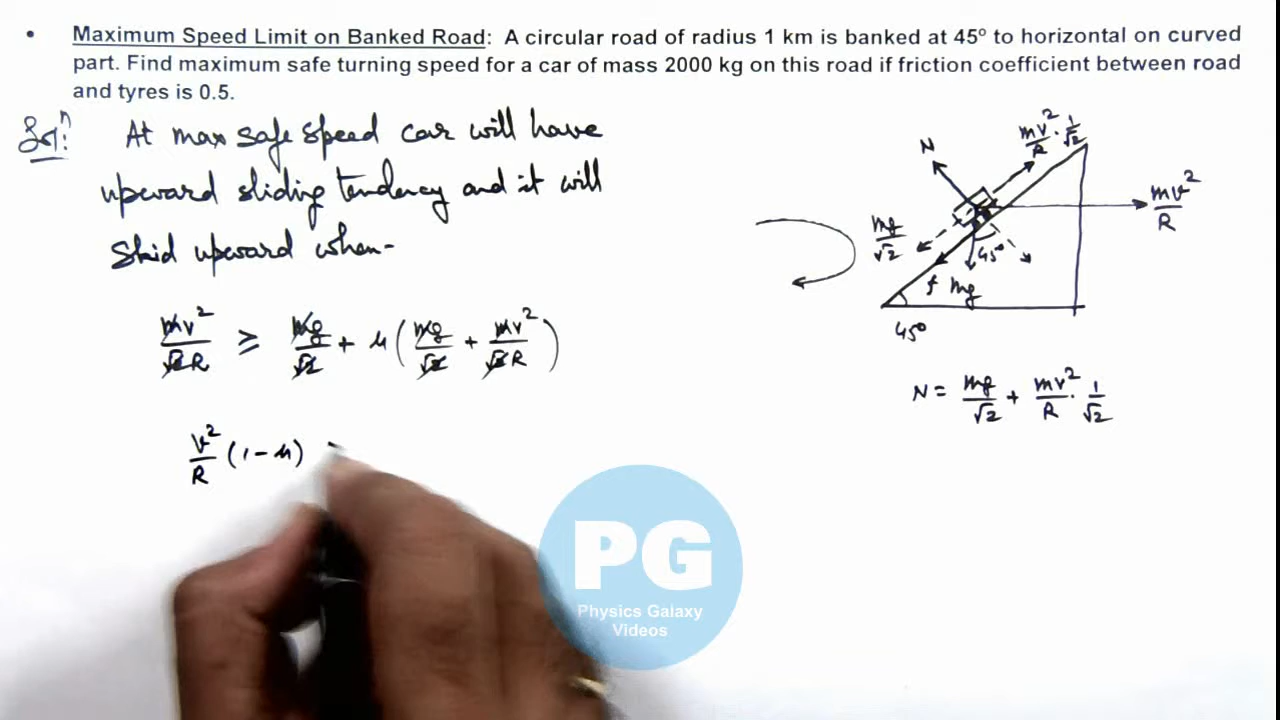 • Maximum Speed Limit on Banked Road: A circular road of radius 1 km is banked at 45º to horizontal on curved
part. Find maximum safe turning speed for a car of mass 2000 kg on this road if friction coefficient between road
and tyres is 0.5.
Solⁿ: At max safe speed car will have
upward sliding tendency and it will
skid upward when-
mv²/√2R ≥ mg/√2 + μ(mg/√2 + mv²/√2R)
v²/R (1-μ)
N
mv²/R · 1/√2
mv²/R
mg/√2
45º
f
mg
45º
N = mg/√2 + mv²/R · 1/√2
PG
Physics Galaxy
Videos